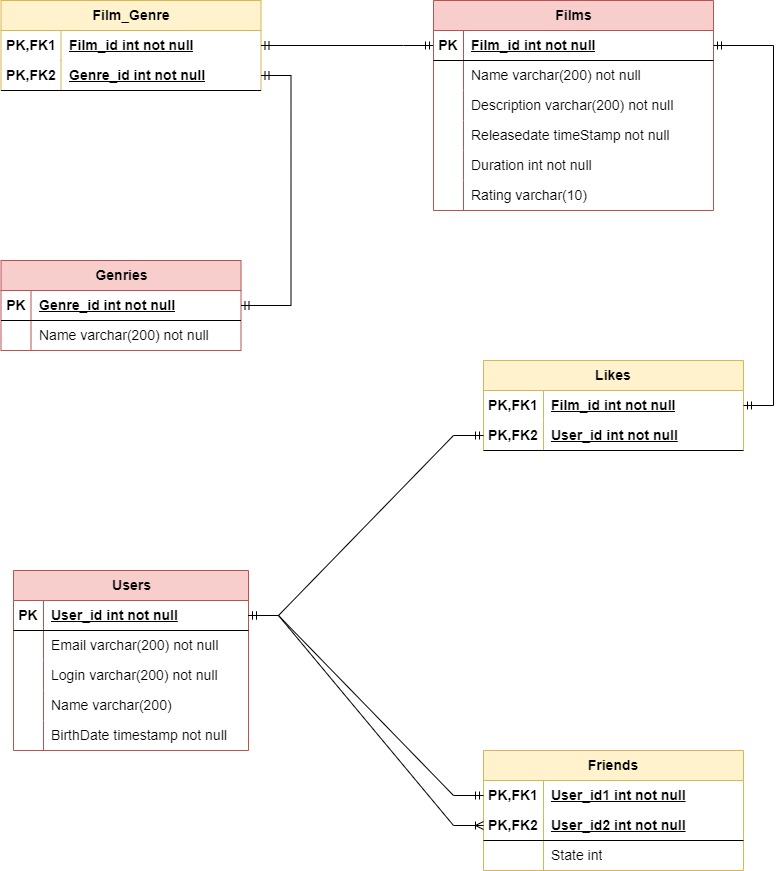 Film_Genre
PK,FK1 Film_id int not null
PK,FK2 Genre_id int not null
Films
PK Film_id int not null
Name varchar(200) not null
Description varchar(200) not null
Releasedate timeStamp not null
Duration int not null
Rating varchar(10)
Genries
PK Genre_id int not null
Name varchar(200) not null
Likes
PK,FK1 Film_id int not null
PK,FK2 User_id int not null
Users
PK User_id int not null
Email varchar(200) not null
Login varchar(200) not null
Name varchar(200)
BirthDate timestamp not null
Friends
PK,FK1 User_id1 int not null
PK,FK2 User_id2 int not null
State int